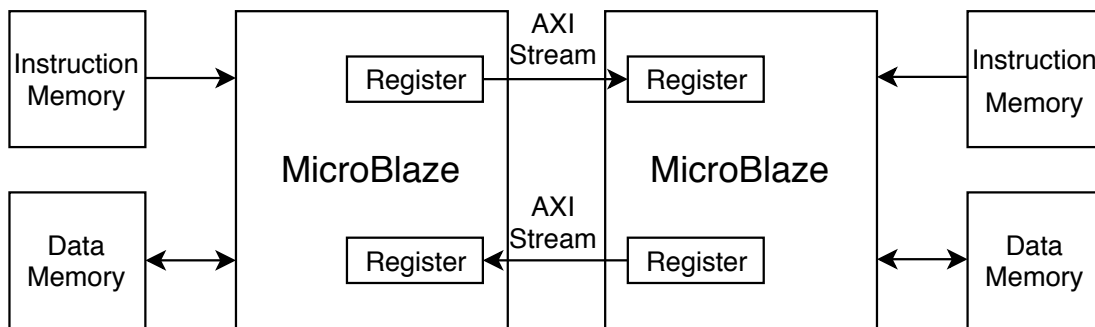 Instruction
Memory
Data
Memory
MicroBlaze
Register
Register
AXI
Stream
AXI
Stream
MicroBlaze
Register
Register
Instruction
Memory
Data
Memory